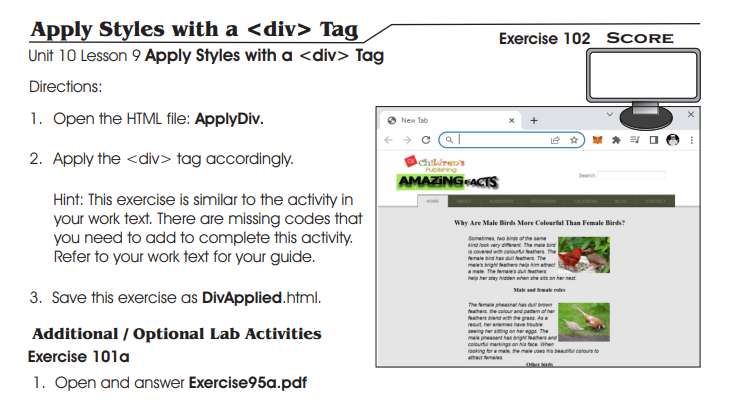 Apply Styles with a <div> Tag
Exercise 102 SCORE
Unit 10 Lesson 9 Apply Styles with a <div> Tag
Directions:
1. Open the HTML file: ApplyDiv.
2. Apply the <div> tag accordingly.
Hint: This exercise is similar to the activity in
your work text. There are missing codes that
you need to add to complete this activity.
Refer to your work text for your guide.
3. Save this exercise as DivApplied.html.
Additional / Optional Lab Activities
Exercise 101a
1. Open and answer Exercise95a.pdf
New Tab
Children's
Publishing
AMAZING FACTS
Search
HOME ABOUT PROGRAMS CALENDAR BLOG CONTACT
Why Are Male Birds More Colourful Than Female Birds?
Sometimes, two birds of the same
kind look very different. The male bird
is covered with colourful feathers. The
female bird has dull feathers. The
male's bright feathers help him attract
a mate. The female's dull feathers
help her stay hidden when she sits on her nest.
Male and female roles
The female pheasnat has dull brown
feathers. the colour and pattern of her
feathers blend with the grass. As a
result, her enemies have trouble
seeing her sitting on her eggs. The
male pheasant has bright feathers and
colourful markings on his face. When
looking for a mate, the male uses his beautiful colours to
attract females.
Other birds